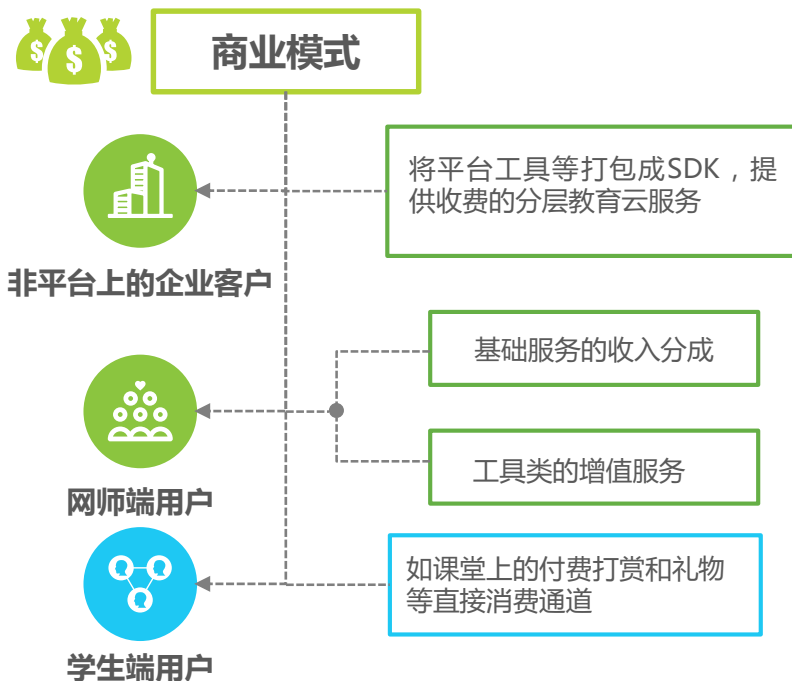 商业模式
将平台工具等打包成SDK，提
供收费的分层教育云服务
非平台上的企业客户
基础服务的收入分成
工具类的增值服务
网师端用户
如课堂上的付费打赏和礼物
等直接消费通道
学生端用户